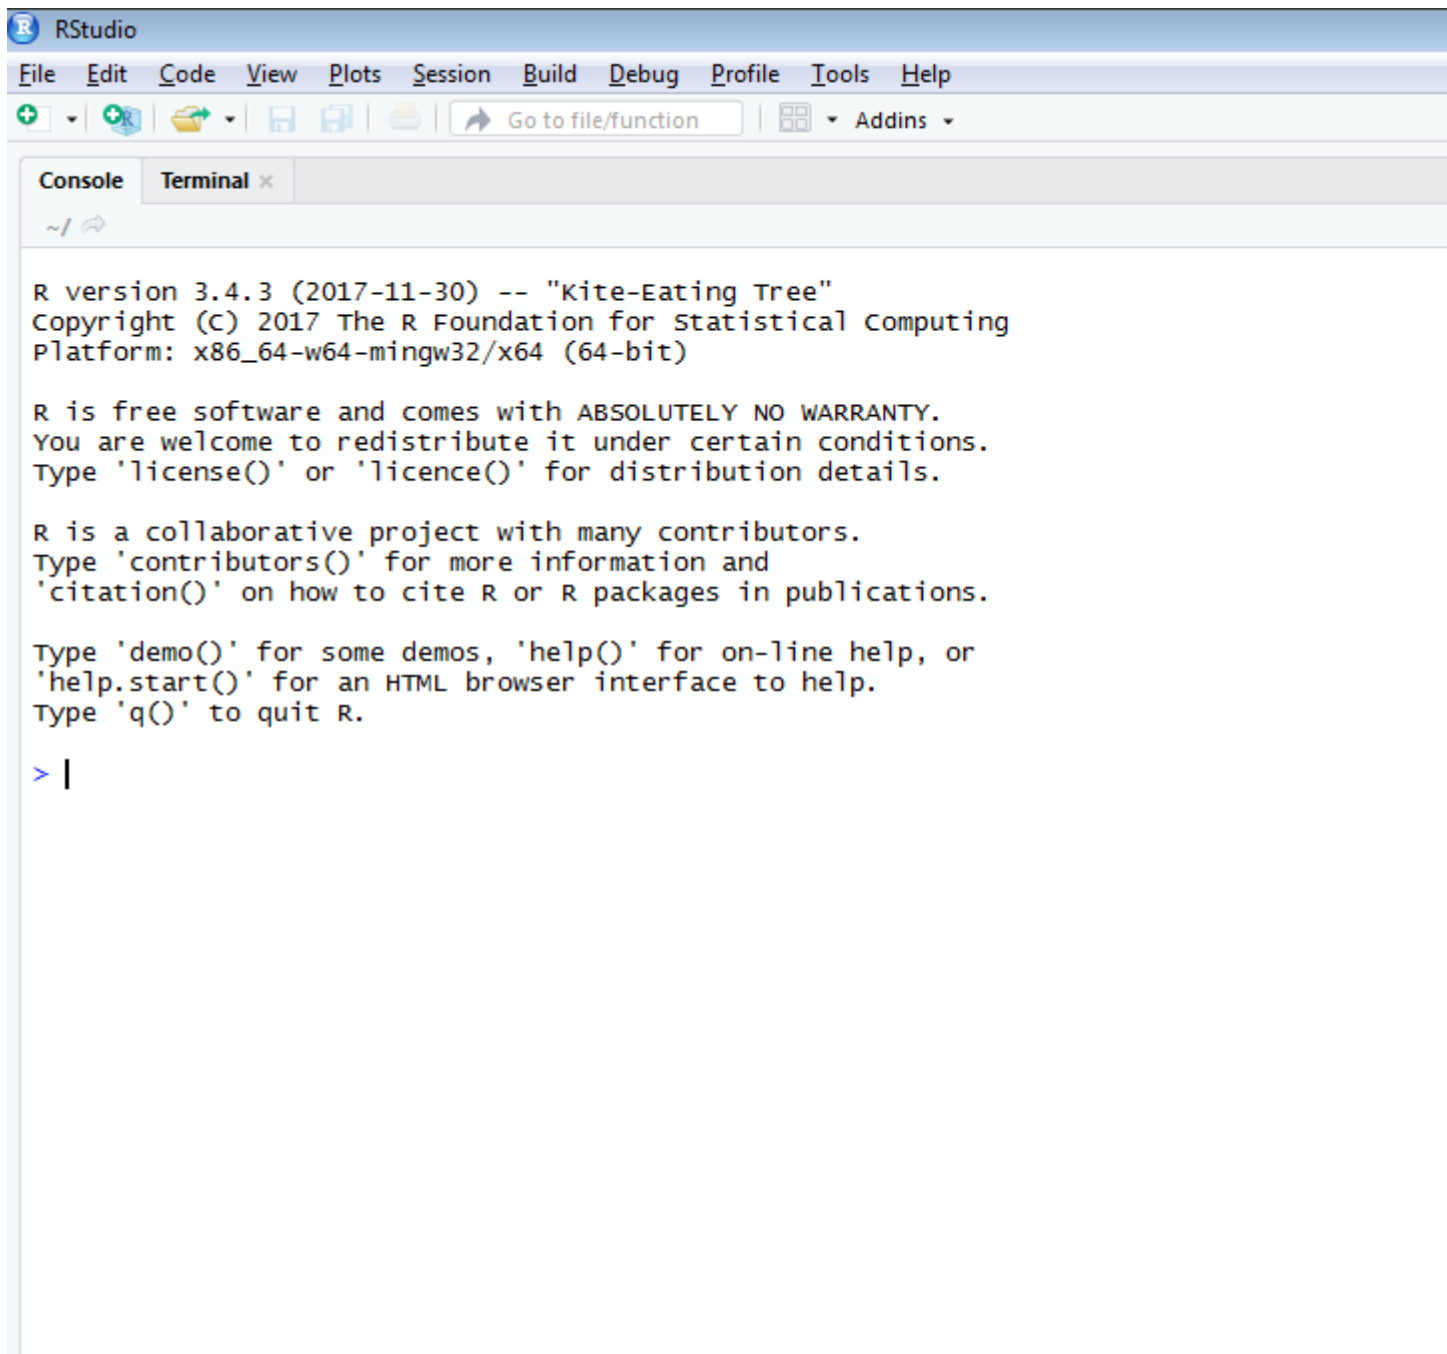 RStudio
File Edit Code View Plots Session Build Debug Profile Tools Help
Go to file/function Addins
Console Terminal
~/
R version 3.4.3 (2017-11-30) -- "Kite-Eating Tree"
Copyright (C) 2017 The R Foundation for Statistical Computing
Platform: x86_64-w64-mingw32/x64 (64-bit)
R is free software and comes with ABSOLUTELY NO WARRANTY.
You are welcome to redistribute it under certain conditions.
Type 'license()' or 'licence()' for distribution details.
R is a collaborative project with many contributors.
Type 'contributors()' for more information and
'citation()' on how to cite R or R packages in publications.
Type 'demo()' for some demos, 'help()' for on-line help, or
'help.start()' for an HTML browser interface to help.
Type 'q()' to quit R.
>